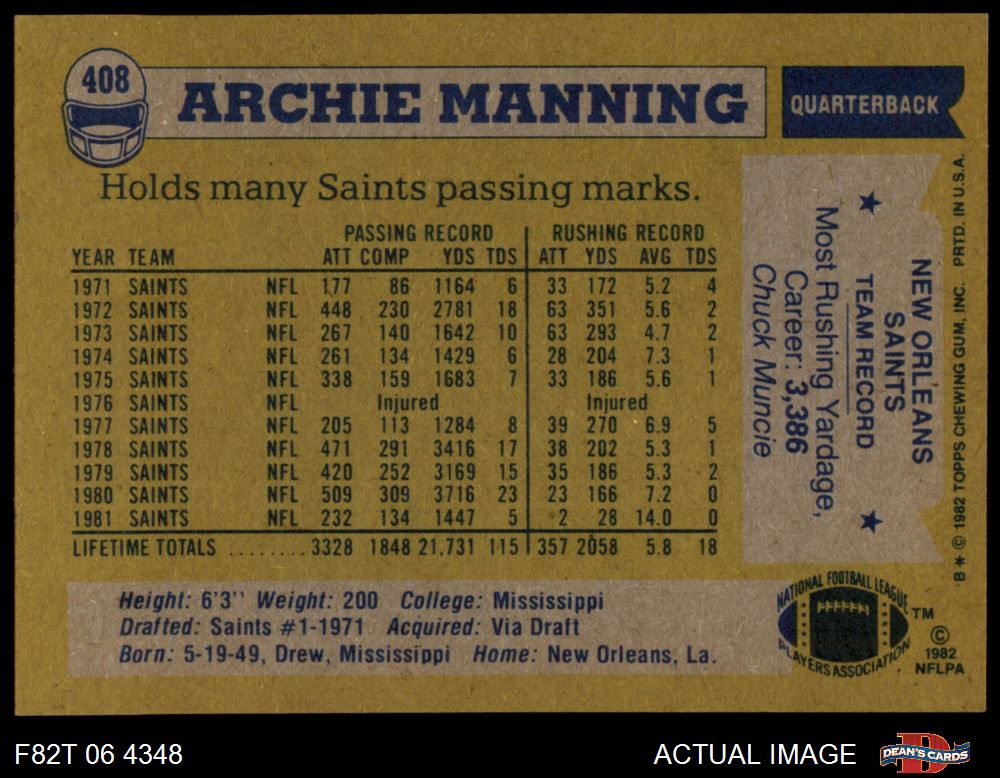 408
ARCHIE MANNING
QUARTERBACK
Holds many Saints passing marks.
PASSING RECORD RUSHING RECORD
YEAR TEAM ATT COMP YDS TDS ATT YDS AVG TDS
1971 SAINTS NFL 177 86 1164 6 33 172 5.2 4
1972 SAINTS NFL 448 230 2781 18 63 351 5.6 2
1973 SAINTS NFL 267 140 1642 10 63 293 4.7 2
1974 SAINTS NFL 261 134 1429 6 28 204 7.3 1
1975 SAINTS NFL 338 159 1683 7 33 186 5.6 1
1976 SAINTS NFL Injured Injured
1977 SAINTS NFL 205 113 1284 8 39 270 6.9 5
1978 SAINTS NFL 471 291 3416 17 38 202 5.3 1
1979 SAINTS NFL 420 252 3169 15 35 186 5.3 2
1980 SAINTS NFL 509 309 3716 23 23 166 7.2 0
1981 SAINTS NFL 232 134 1447 5 2 28 14.0 0
LIFETIME TOTALS ........ 3328 1848 21,731 115 357 2058 5.8 18
Height: 6'3" Weight: 200 College: Mississippi
Drafted: Saints #1-1971 Acquired: Via Draft
Born: 5-19-49, Drew, Mississippi Home: New Orleans, La.
NEW ORLEANS
SAINTS
★ TEAM RECORD ★
Most Rushing Yardage,
Career: 3,386
Chuck Muncie
B * © 1982 TOPPS CHEWING GUM, INC. PRTD. IN U.S.A.
NATIONAL FOOTBALL LEAGUE
PLAYERS ASSOCIATION
™
©
1982
NFLPA
F82T 06 4348
ACTUAL IMAGE
D
DEAN'S CARDS